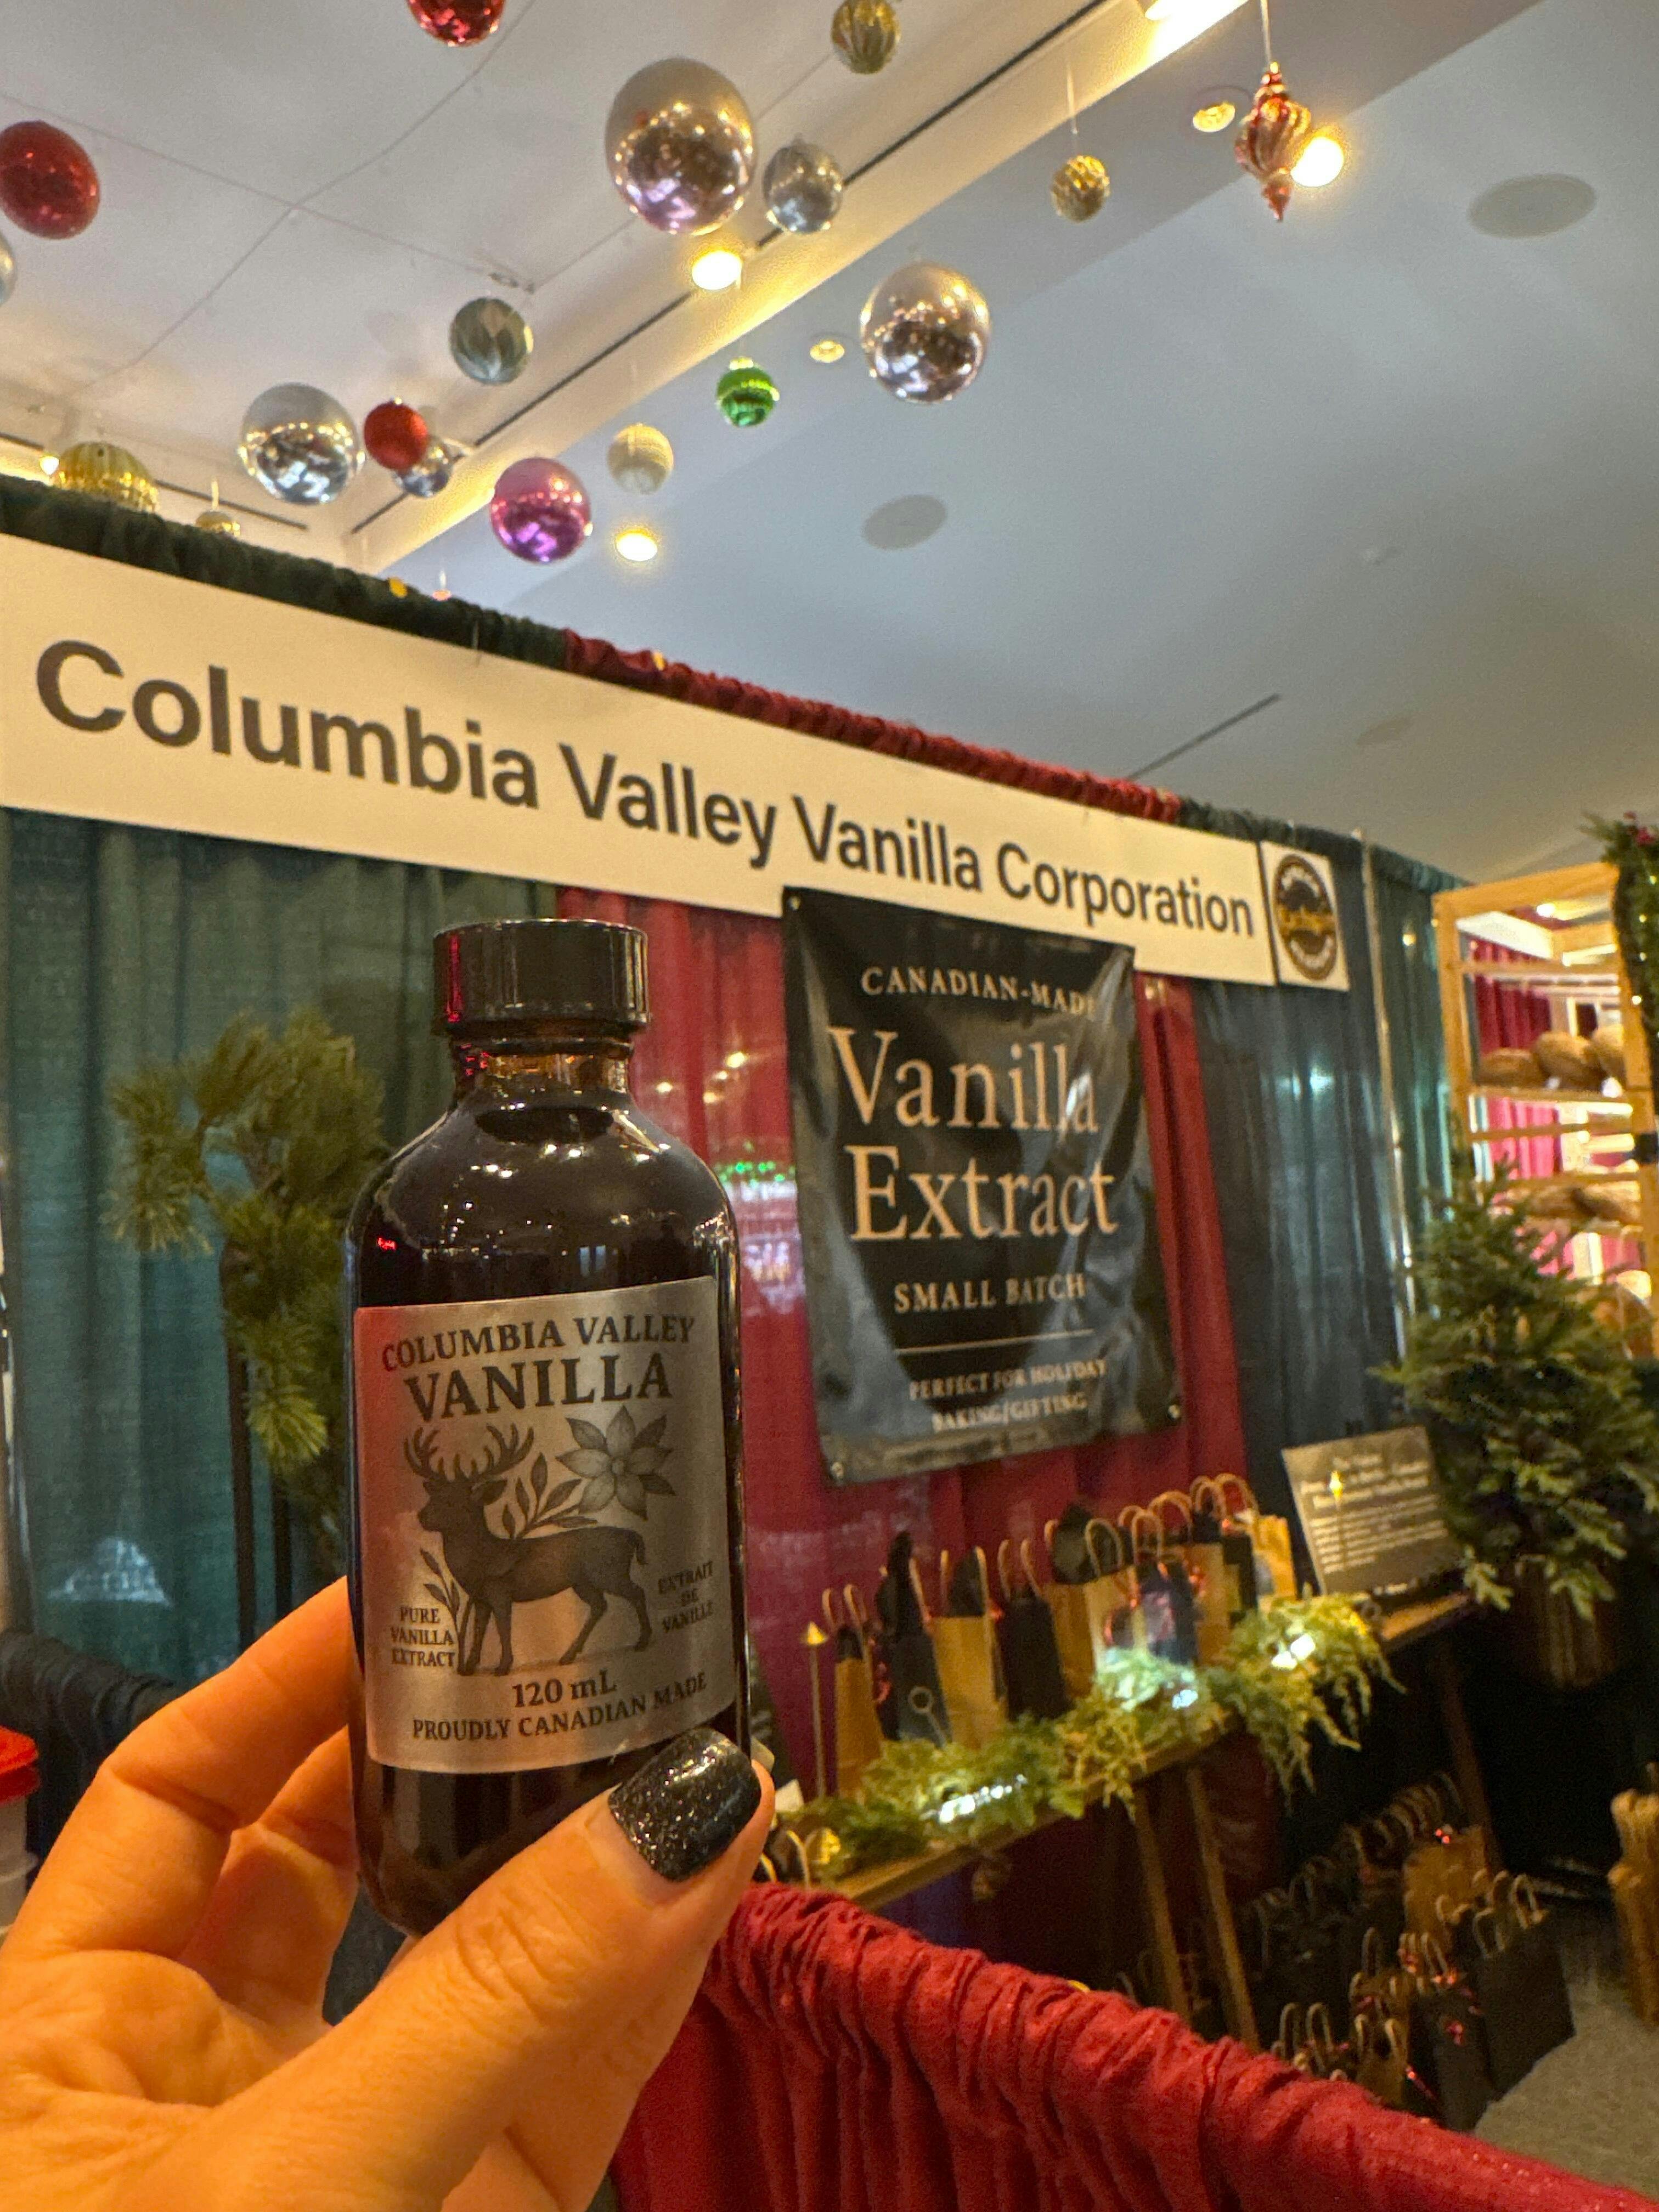 Columbia Valley Vanilla Corporation
CANADIAN-MADE
Vanilla
Extract
SMALL BATCH
PERFECT FOR HOLIDAY
BAKING/GIFTING
COLUMBIA VALLEY
VANILLA
PURE
VANILLA
EXTRACT
EXTRAIT
DE
VANILLE
120 mL
PROUDLY CANADIAN MADE